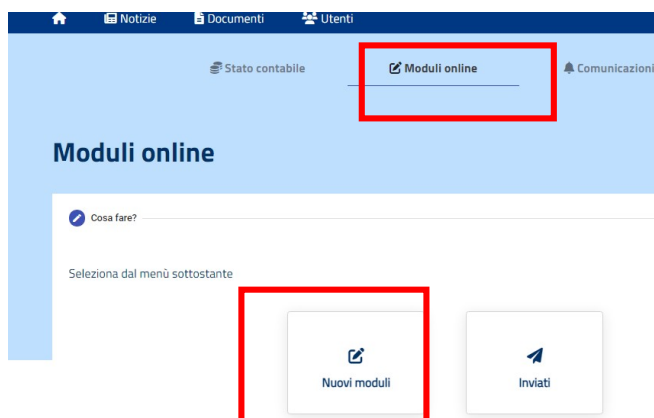 Notizie Documenti Utenti
Stato contabile Moduli online Comunicazioni
Moduli online
Cosa fare?
Seleziona dal menù sottostante
Nuovi moduli Inviati